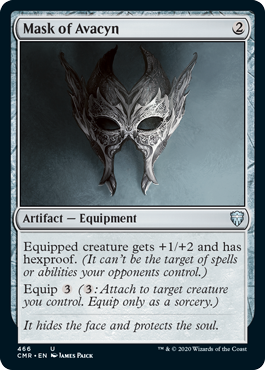 Mask of Avacyn 2
Artifact — Equipment
Equipped creature gets +1/+2 and has
hexproof. (It can't be the target of spells
or abilities your opponents control.)
Equip 3 (3: Attach to target creature
you control. Equip only as a sorcery.)
It hides the face and protects the soul.
466 U
CMR • EN James Paick ™ & © 2020 Wizards of the Coast